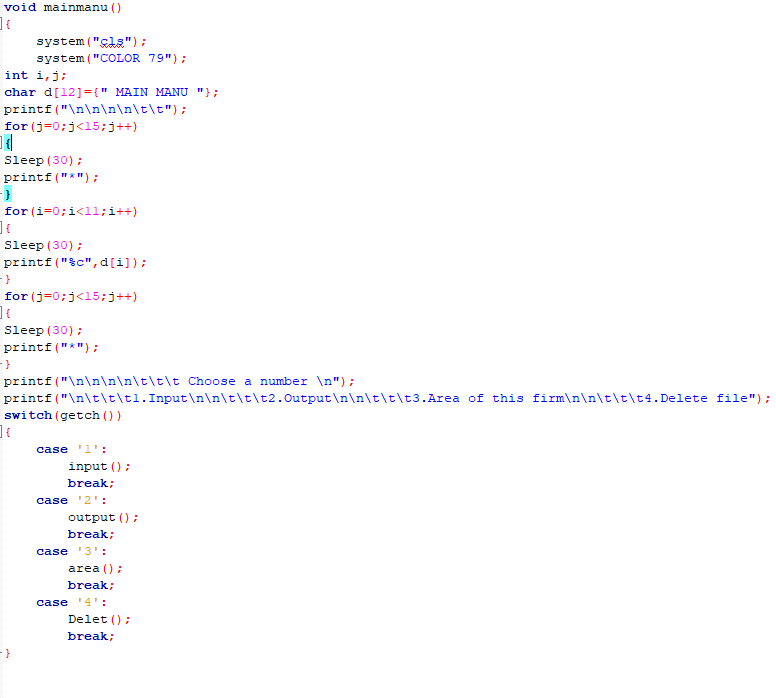 void mainmanu()
{
    system("cls");
    system("COLOR 79");
int i,j;
char d[12]={" MAIN MANU "};
printf("\n\n\n\n\t\t");
for(j=0;j<15;j++)
{
Sleep(30);
printf("*");
}
for(i=0;i<11;i++)
{
Sleep(30);
printf("%c",d[i]);
}
for(j=0;j<15;j++)
{
Sleep(30);
printf("*");
}
printf("\n\n\n\n\t\t\t Choose a number \n");
printf("\n\t\t\t1.Input\n\n\t\t\t2.Output\n\n\t\t\t3.Area of this firm\n\n\t\t\t4.Delete file");
switch(getch())
{
    case '1':
        input();
        break;
    case '2':
        output();
        break;
    case '3':
        area();
        break;
    case '4':
        Delet();
        break;
}